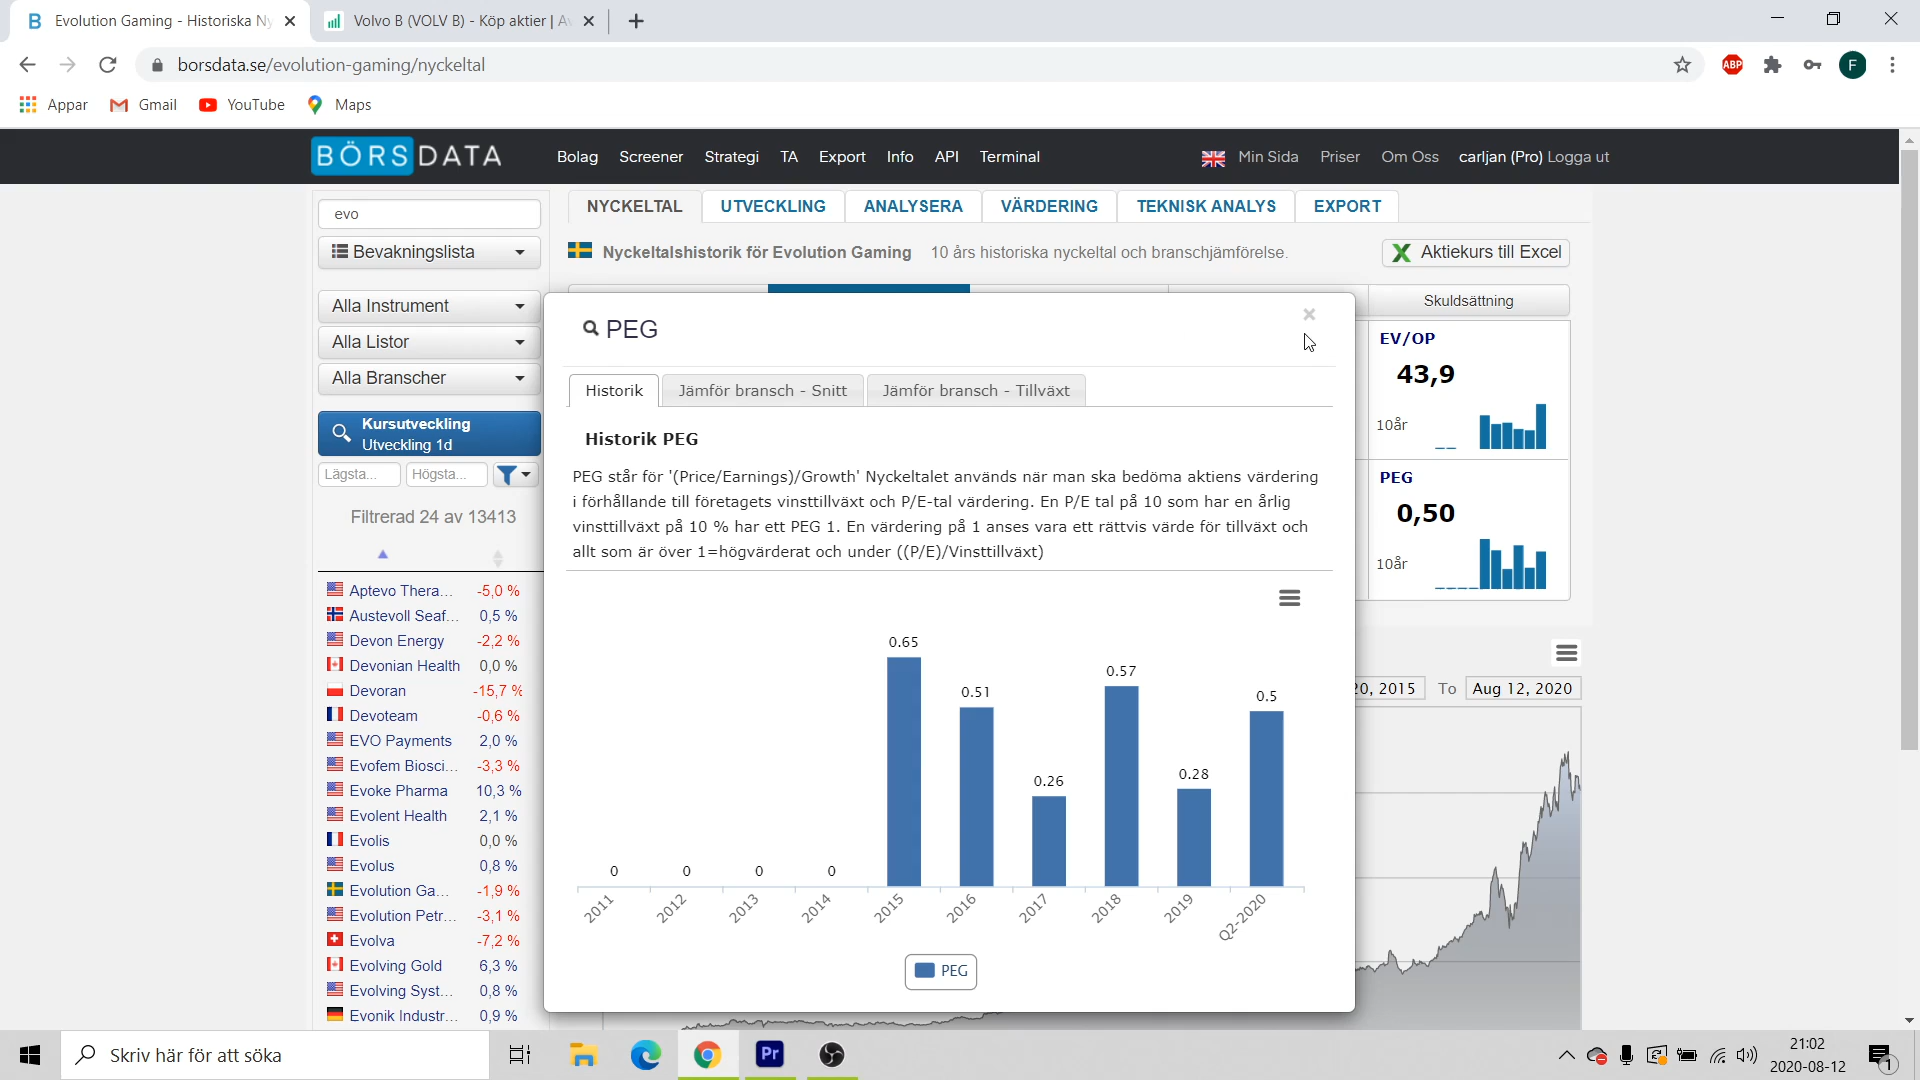 Evolution Gaming - Historiska Ny
Volvo B (VOLV B) - Köp aktier | Av
borsdata.se/evolution-gaming/nyckeltal
ABP
F
Appar
Gmail
YouTube
Maps
BÖRSDATA
Bolag
Screener
Strategi
TA
Export
Info
API
Terminal
Min Sida
Priser
Om Oss
carljan (Pro) Logga ut
evo
Bevakningslista
Alla Instrument
Alla Listor
Alla Branscher
Kursutveckling
Utveckling 1d
Lägsta...
Högsta...
Filtrerad 24 av 13413
Aptevo Thera... -5,0 %
Austevoll Seaf... 0,5 %
Devon Energy -2,2 %
Devonian Health 0,0 %
Devoran -15,7 %
Devoteam -0,6 %
EVO Payments 2,0 %
Evofem Biosci... -3,3 %
Evoke Pharma 10,3 %
Evolent Health 2,1 %
Evolis 0,0 %
Evolus 0,8 %
Evolution Ga... -1,9 %
Evolution Petr... -3,1 %
Evolva -7,2 %
Evolving Gold 6,3 %
Evolving Syst... 0,8 %
Evonik Industr... 0,9 %
NYCKELTAL
UTVECKLING
ANALYSERA
VÄRDERING
TEKNISK ANALYS
EXPORT
Nyckeltalshistorik för Evolution Gaming 10 års historiska nyckeltal och branschjämförelse.
Aktiekurs till Excel
Skuldsättning
EV/OP
43,9
10år
PEG
0,50
10år
20, 2015 To Aug 12, 2020
PEG
×
Historik
Jämför bransch - Snitt
Jämför bransch - Tillväxt
Historik PEG
PEG står för '(Price/Earnings)/Growth' Nyckeltalet används när man ska bedöma aktiens värdering
i förhållande till företagets vinsttillväxt och P/E-tal värdering. En P/E tal på 10 som har en årlig
vinsttillväxt på 10 % har ett PEG 1. En värdering på 1 anses vara ett rättvis värde för tillväxt och
allt som är över 1=högvärderat och under ((P/E)/Vinsttillväxt)
0 0 0 0 0.65 0.51 0.26 0.57 0.28 0.5
2011 2012 2013 2014 2015 2016 2017 2018 2019 Q2-2020
PEG
Skriv här för att söka
Pr
21:02
2020-08-12
1